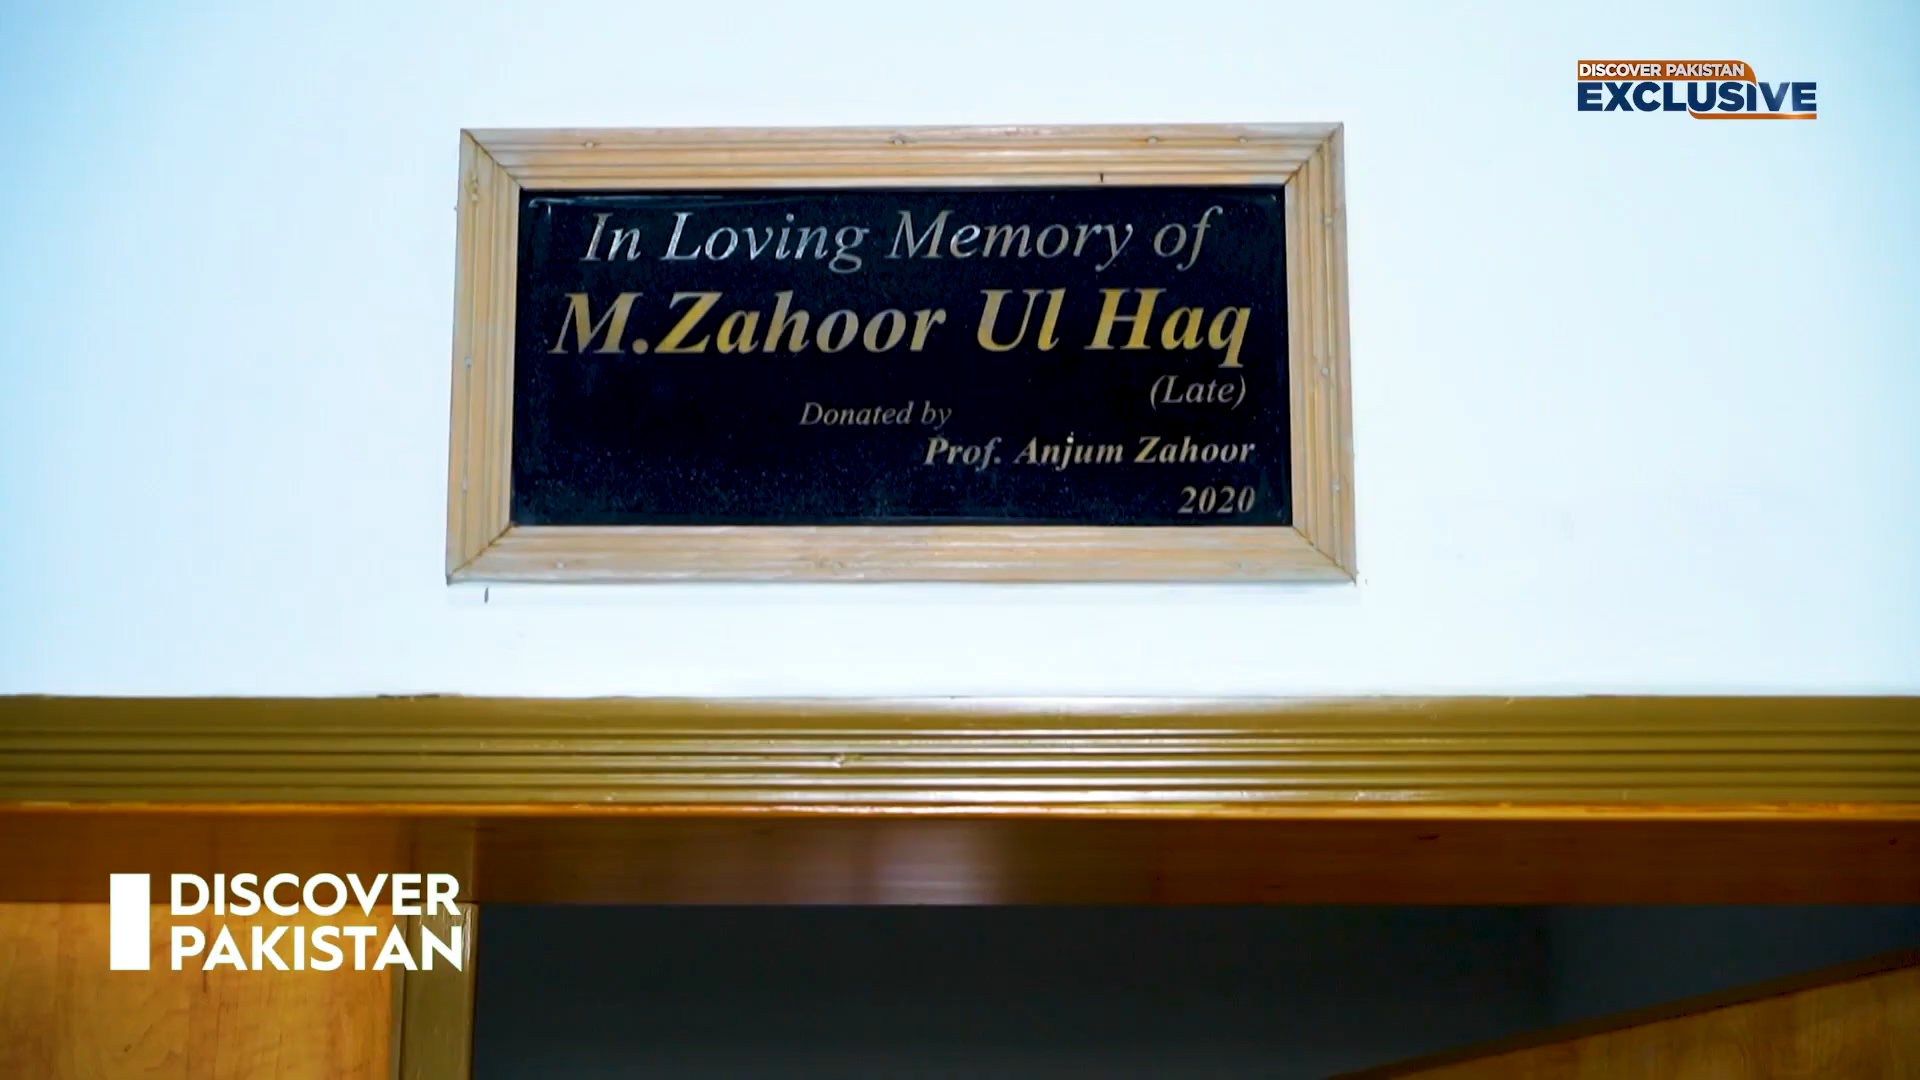 DISCOVER PAKISTAN
EXCLUSIVE
In Loving Memory of
M.Zahoor Ul Haq
(Late)
Donated by
Prof. Anjum Zahoor
2020
DISCOVER
PAKISTAN